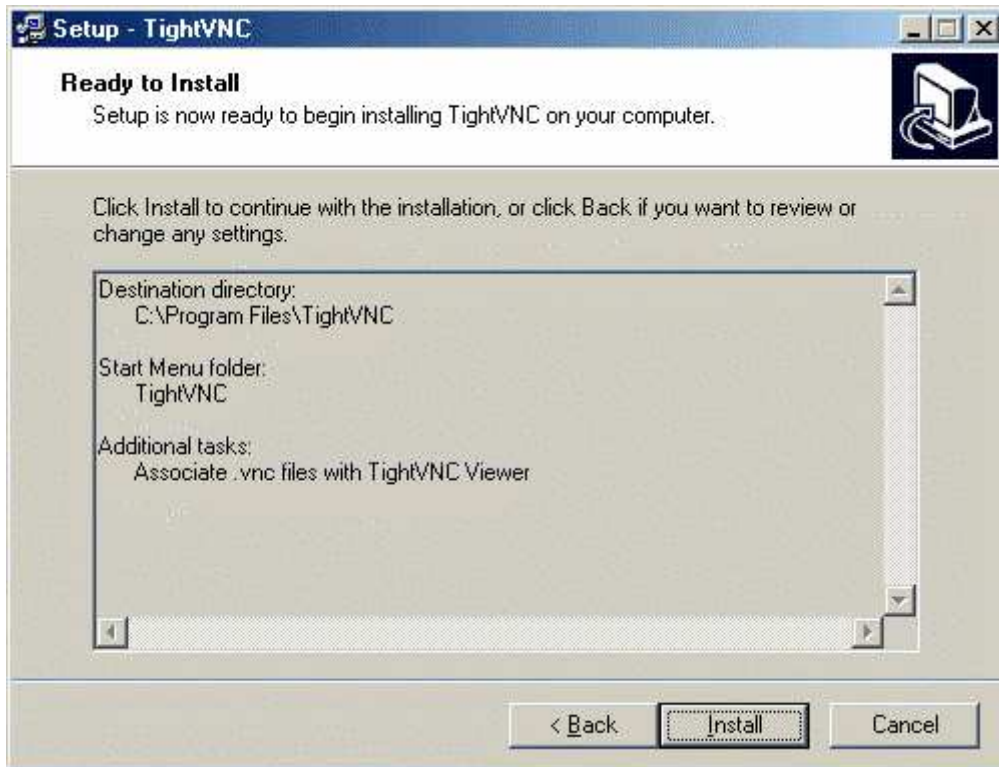 Setup - TightVNC
Ready to Install
Setup is now ready to begin installing TightVNC on your computer.
Click Install to continue with the installation, or click Back if you want to review or
change any settings.
Destination directory:
C:\Program Files\TightVNC
Start Menu folder:
TightVNC
Additional tasks:
Associate .vnc files with TightVNC Viewer
< Back
Install
Cancel